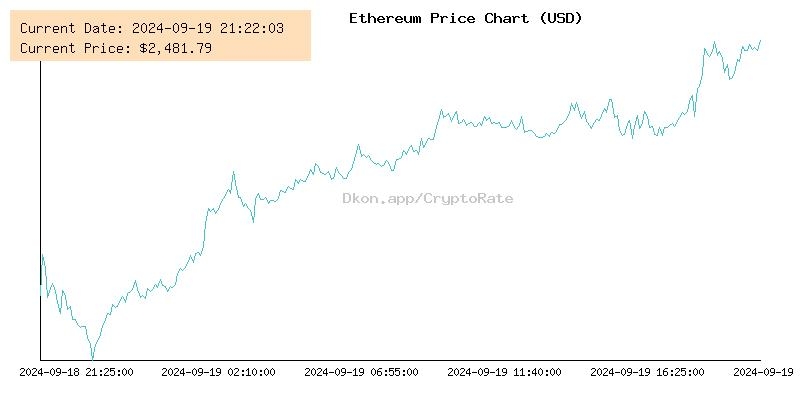 Ethereum Price Chart (USD)
Current Date: 2024-09-19 21:22:03
Current Price: $2,481.79
Dkon.app/CryptoRate
2024-09-18 21:25:00 2024-09-19 02:10:00 2024-09-19 06:55:00 2024-09-19 11:40:00 2024-09-19 16:25:00 2024-09-19